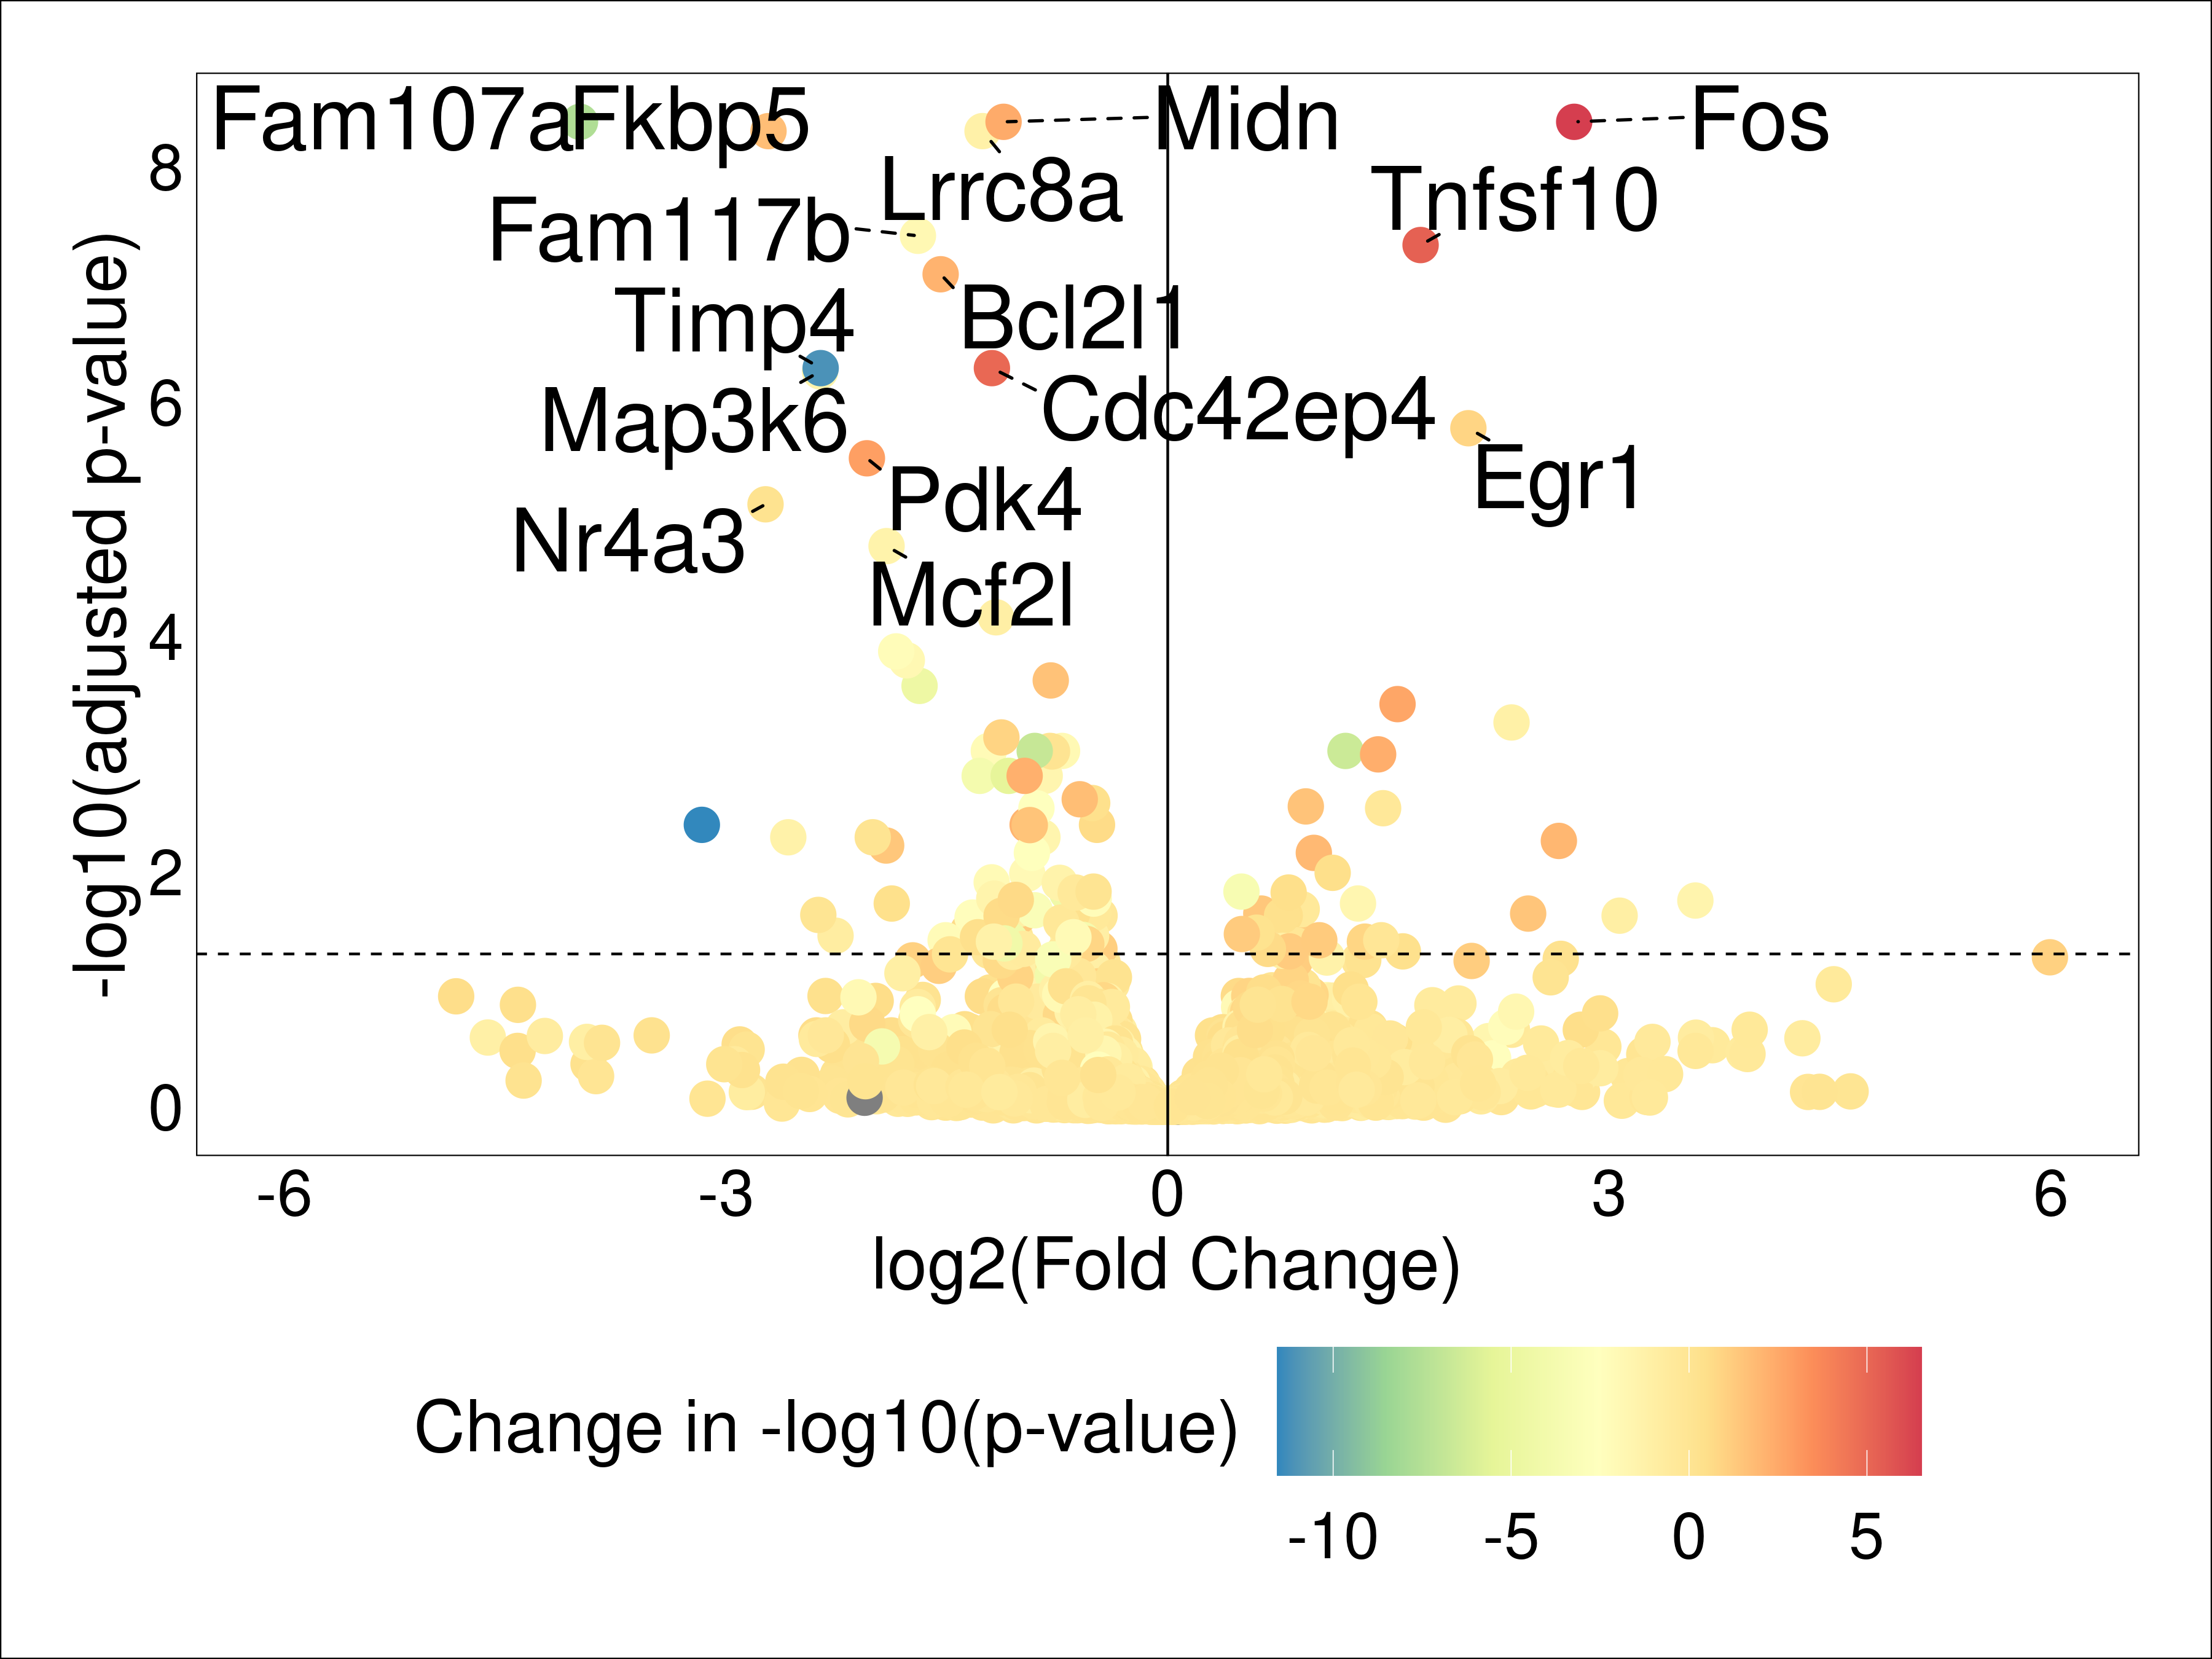 Fam107a Fkbp5 Midn Fos
Lrrc8a Tnfsf10
Fam117b
Timp4 Bcl2l1
Map3k6 Cdc42ep4
Pdk4 Egr1
Nr4a3
Mcf2l
8
6
4
2
0
-log10(adjusted p-value)
-6 -3 0 3 6
log2(Fold Change)
Change in -log10(p-value)
-10 -5 0 5